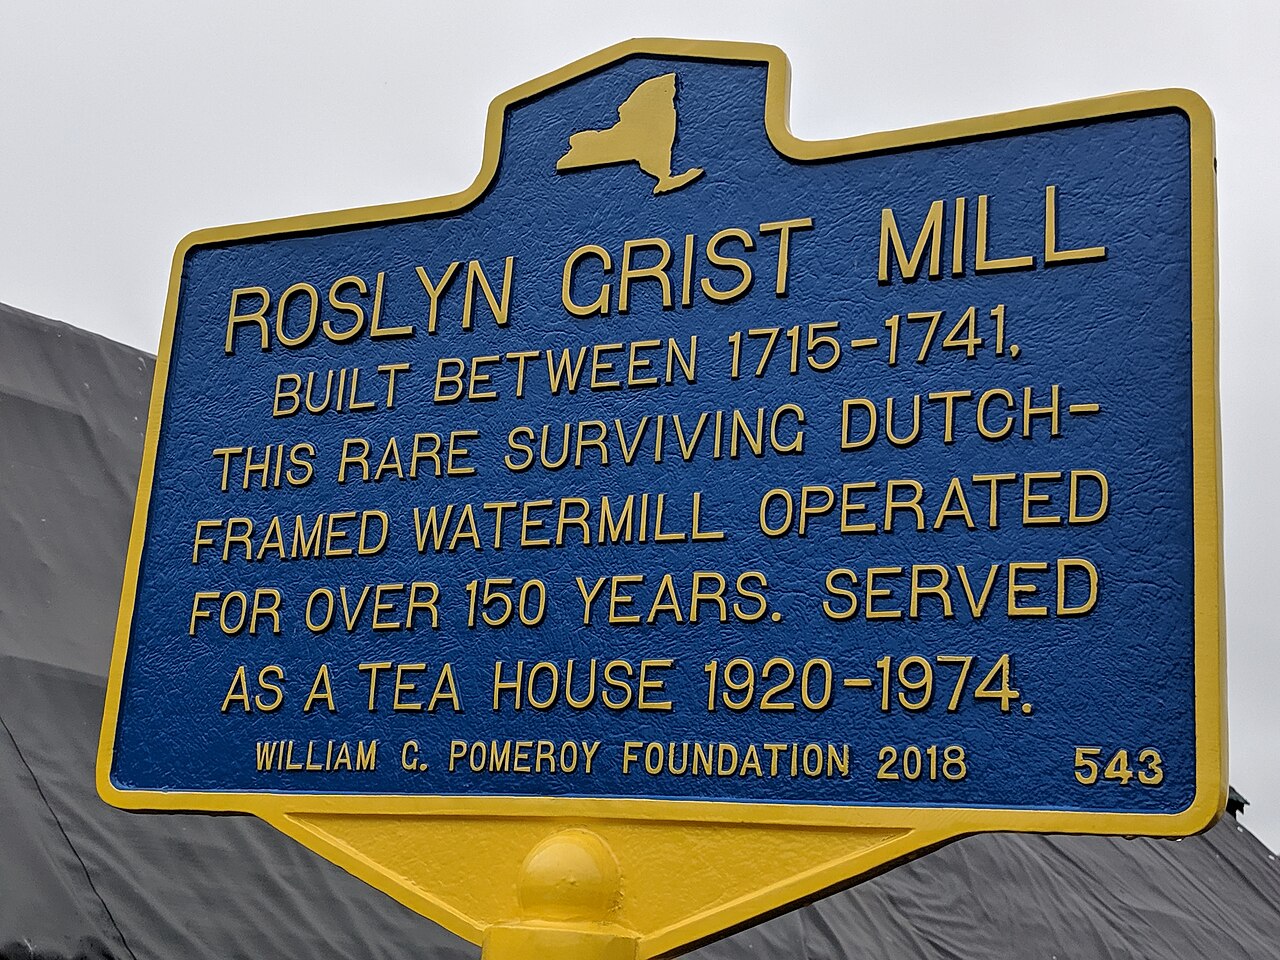 ROSLYN GRIST MILL
BUILT BETWEEN 1715-1741,
THIS RARE SURVIVING DUTCH-
FRAMED WATERMILL OPERATED
FOR OVER 150 YEARS. SERVED
AS A TEA HOUSE 1920-1974.
WILLIAM G. POMEROY FOUNDATION 2018 543